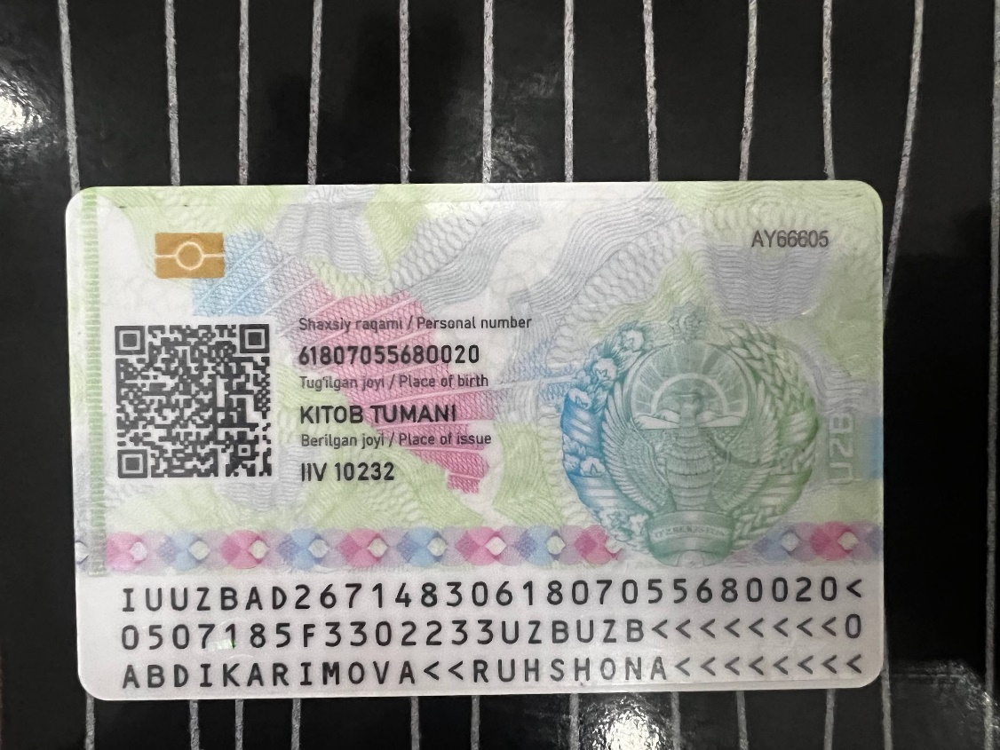 AY66605
Shaxsiy raqami / Personal number
61807055680020
Tug'ilgan joyi / Place of birth
KITOB TUMANI
Berilgan joyi / Place of issue
IIV 10232
UZB
O'ZBEKISTON
IUUZBAD2671483061807055680020<
0507185F3302233UZBUZB<<<<<<<<0
ABDIKARIMOVA<<RUHSHONA<<<<<<<<